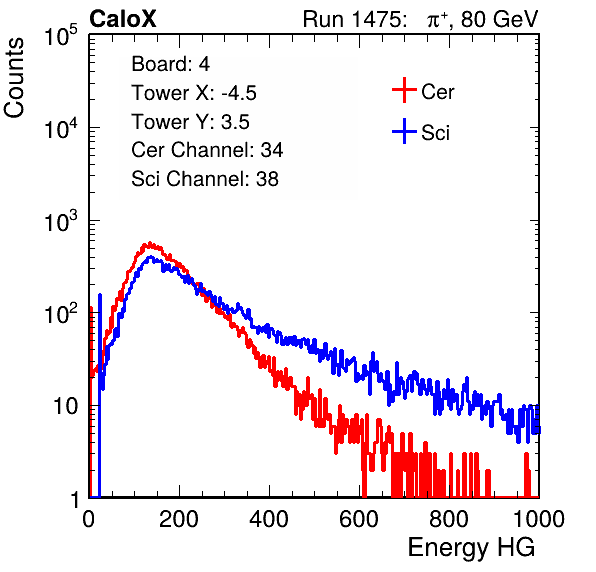 CaloX Run 1475: π⁺, 80 GeV
Counts
Board: 4
Tower X: -4.5
Tower Y: 3.5
Cer Channel: 34
Sci Channel: 38
Cer
Sci
10⁵
10⁴
10³
10²
10
1
0 200 400 600 800 1000
Energy HG